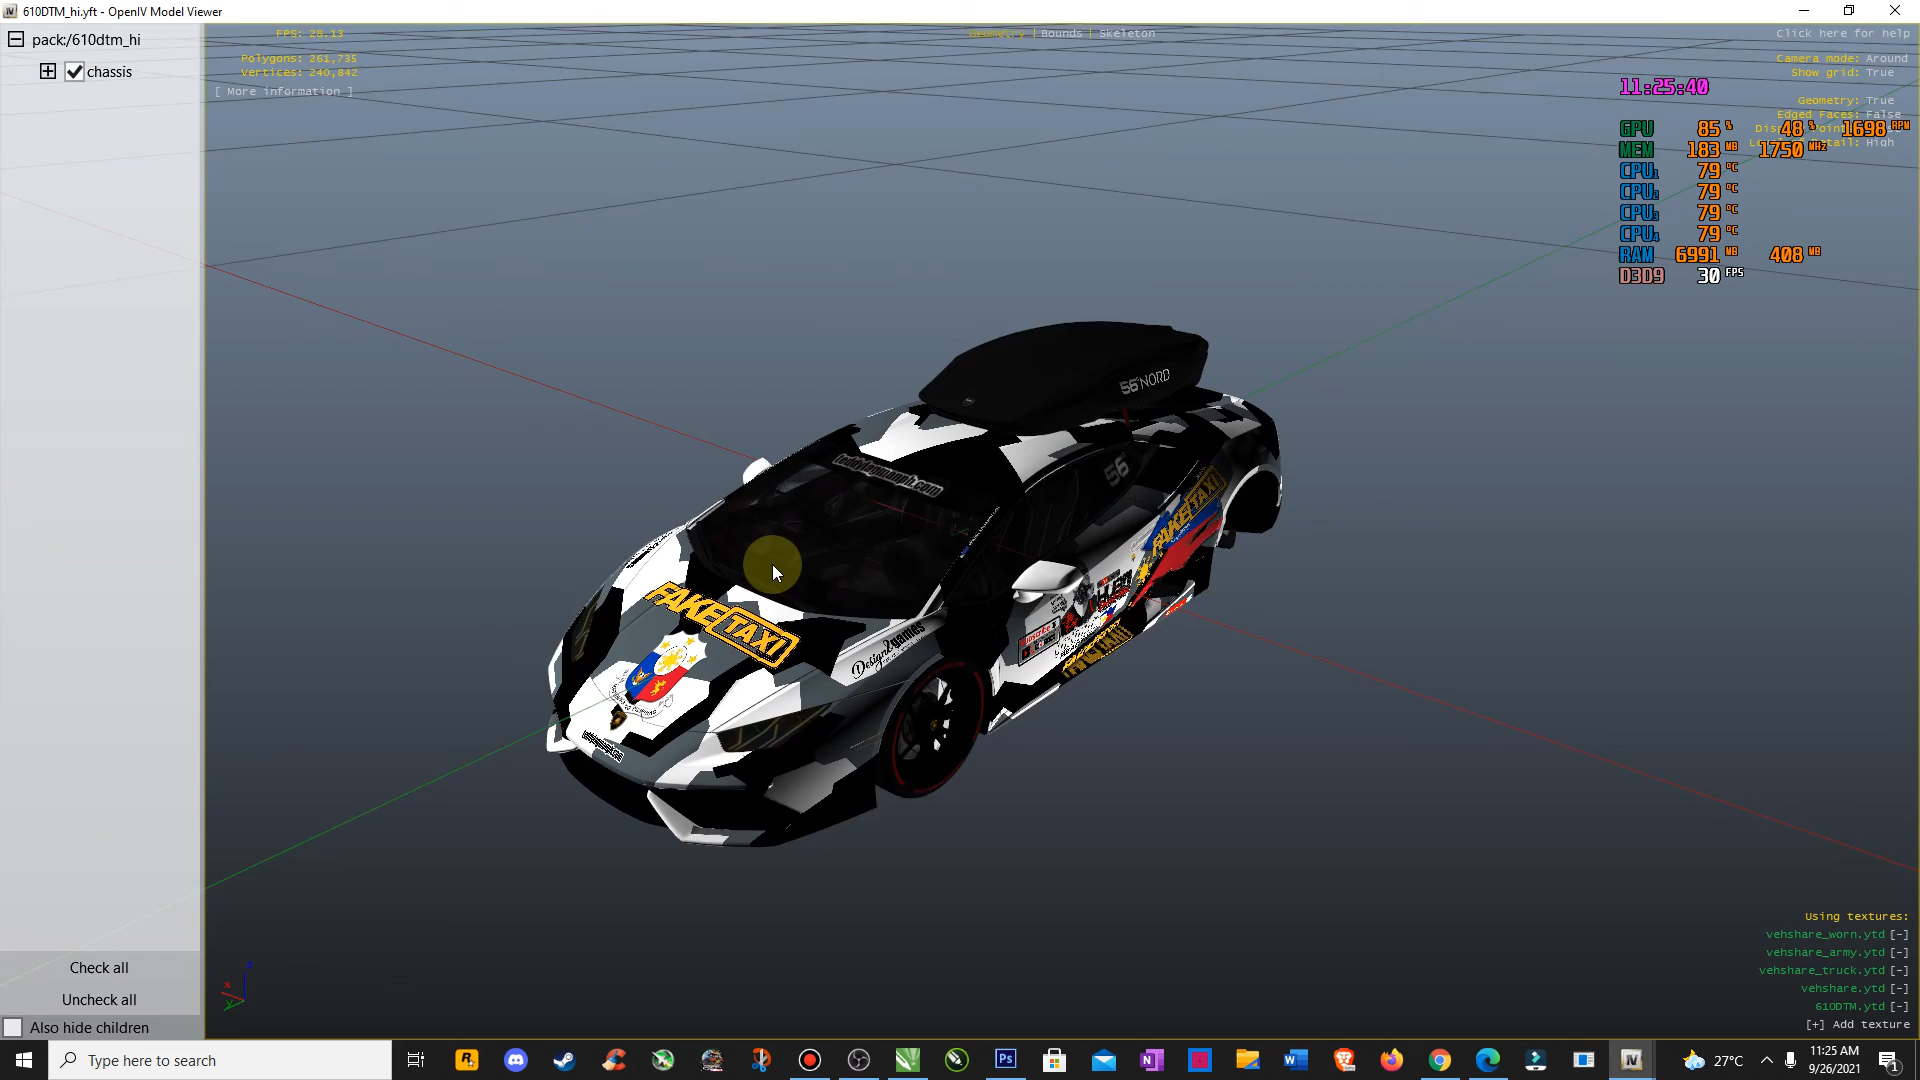 610DTM_hi.yft - OpenIV Model Viewer
pack:/610dtm_hi
chassis
FPS: 28.13
Polygons: 261,735
Vertices: 240,842
[ More information ]
Geometry | Bounds | Skeleton
Click here for help
Camera mode: Around
Show grid: True
Geometry: True
Edged Faces: False
11:25:40
GPU 85 % 48 % 1698 RPM
MEM 183 MB 1750 MHz
CPU1 79 °C
CPU2 79 °C
CPU3 79 °C
CPU4 79 °C
RAM 6991 MB 408 MB
D3D9 30 FPS
High
56°NORD
56°
FAKE TAXI
FAKE TAXI
Design2games
Using textures:
vehshare_worn.ytd [-]
vehshare_army.ytd [-]
vehshare_truck.ytd [-]
vehshare.ytd [-]
610DTM.ytd [-]
[+] Add texture
x
y
z
Check all
Uncheck all
Also hide children
Type here to search
27°C
11:25 AM
9/26/2021
1